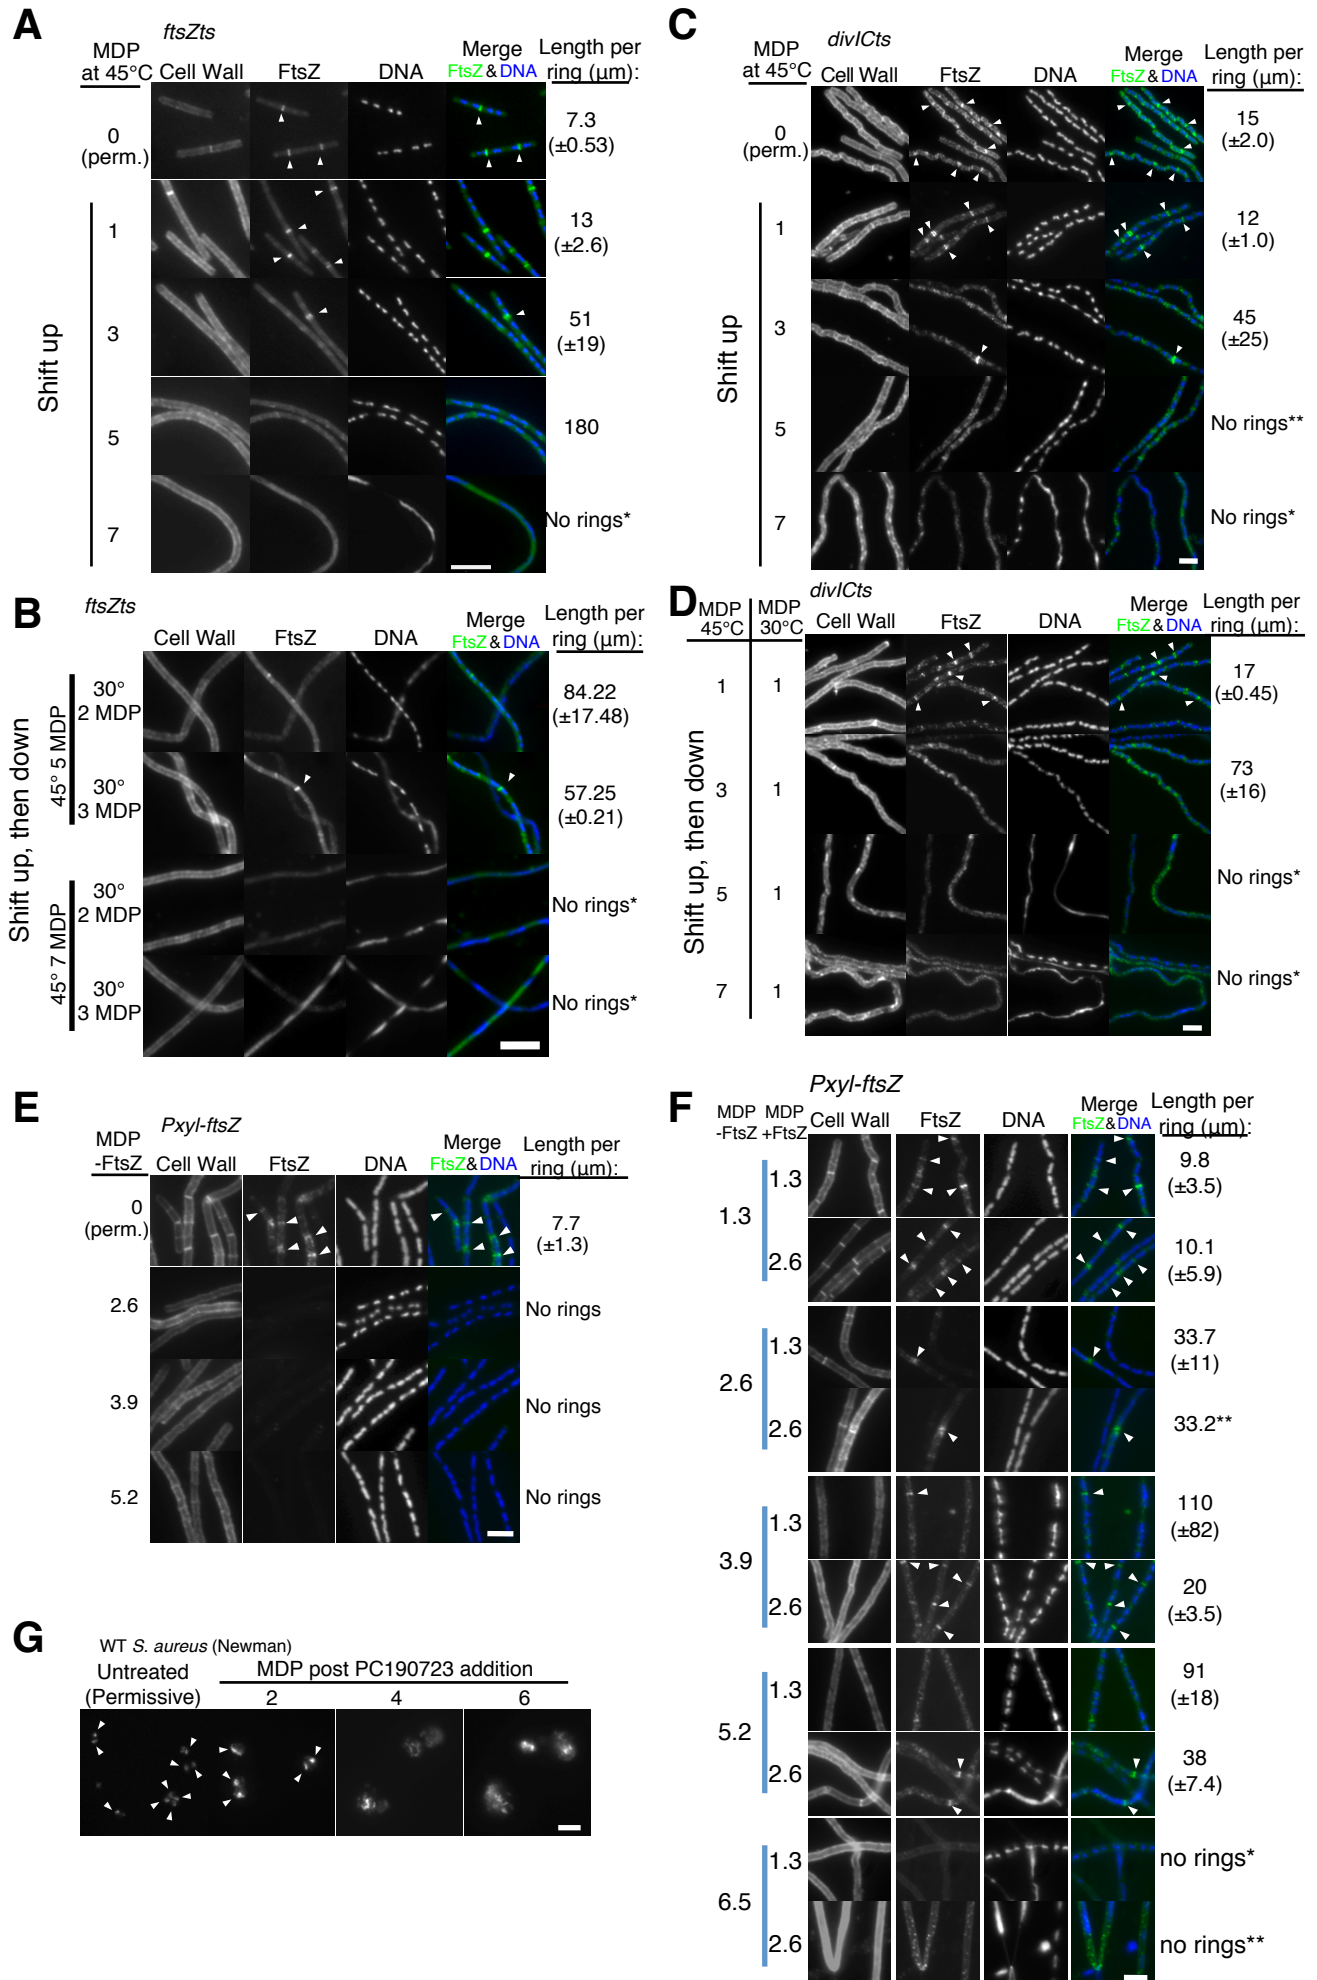 A
ftsZts
MDP
at 45°C
Cell Wall
FtsZ
DNA
Merge
FtsZ & DNA
Length per
ring (μm):
0
(perm.)
7.3
(±0.53)
Shift up
1
13
(±2.6)
3
51
(±19)
5
180
7
No rings*
B
ftsZts
Cell Wall
FtsZ
DNA
Merge
FtsZ & DNA
Length per
ring (μm):
Shift up, then down
45° 5 MDP
30°
2 MDP
84.22
(±17.48)
30°
3 MDP
57.25
(±0.21)
45° 7 MDP
30°
2 MDP
No rings*
30°
3 MDP
No rings*
C
divICts
MDP
at 45°C
Cell Wall
FtsZ
DNA
Merge
FtsZ & DNA
Length per
ring (μm):
0
(perm.)
15
(±2.0)
Shift up
1
12
(±1.0)
3
45
(±25)
5
No rings**
7
No rings*
D
divICts
MDP
45°C
MDP
30°C
Cell Wall
FtsZ
DNA
Merge
FtsZ & DNA
Length per
ring (μm):
Shift up, then down
1
1
17
(±0.45)
3
1
73
(±16)
5
1
No rings*
7
1
No rings*
E
Pxyl-ftsZ
MDP
-FtsZ
Cell Wall
FtsZ
DNA
Merge
FtsZ&DNA
Length per
ring (μm):
0
(perm.)
7.7
(±1.3)
2.6
No rings
3.9
No rings
5.2
No rings
F
Pxyl-ftsZ
MDP
-FtsZ
MDP
+FtsZ
Cell Wall
FtsZ
DNA
Merge
FtsZ&DNA
Length per
ring (μm):
1.3
1.3
9.8
(±3.5)
2.6
10.1
(±5.9)
2.6
1.3
33.7
(±11)
2.6
33.2**
3.9
1.3
110
(±82)
2.6
20
(±3.5)
5.2
1.3
91
(±18)
2.6
38
(±7.4)
6.5
1.3
no rings*
2.6
no rings**
G
WT S. aureus (Newman)
Untreated
(Permissive)
MDP post PC190723 addition
2
4
6